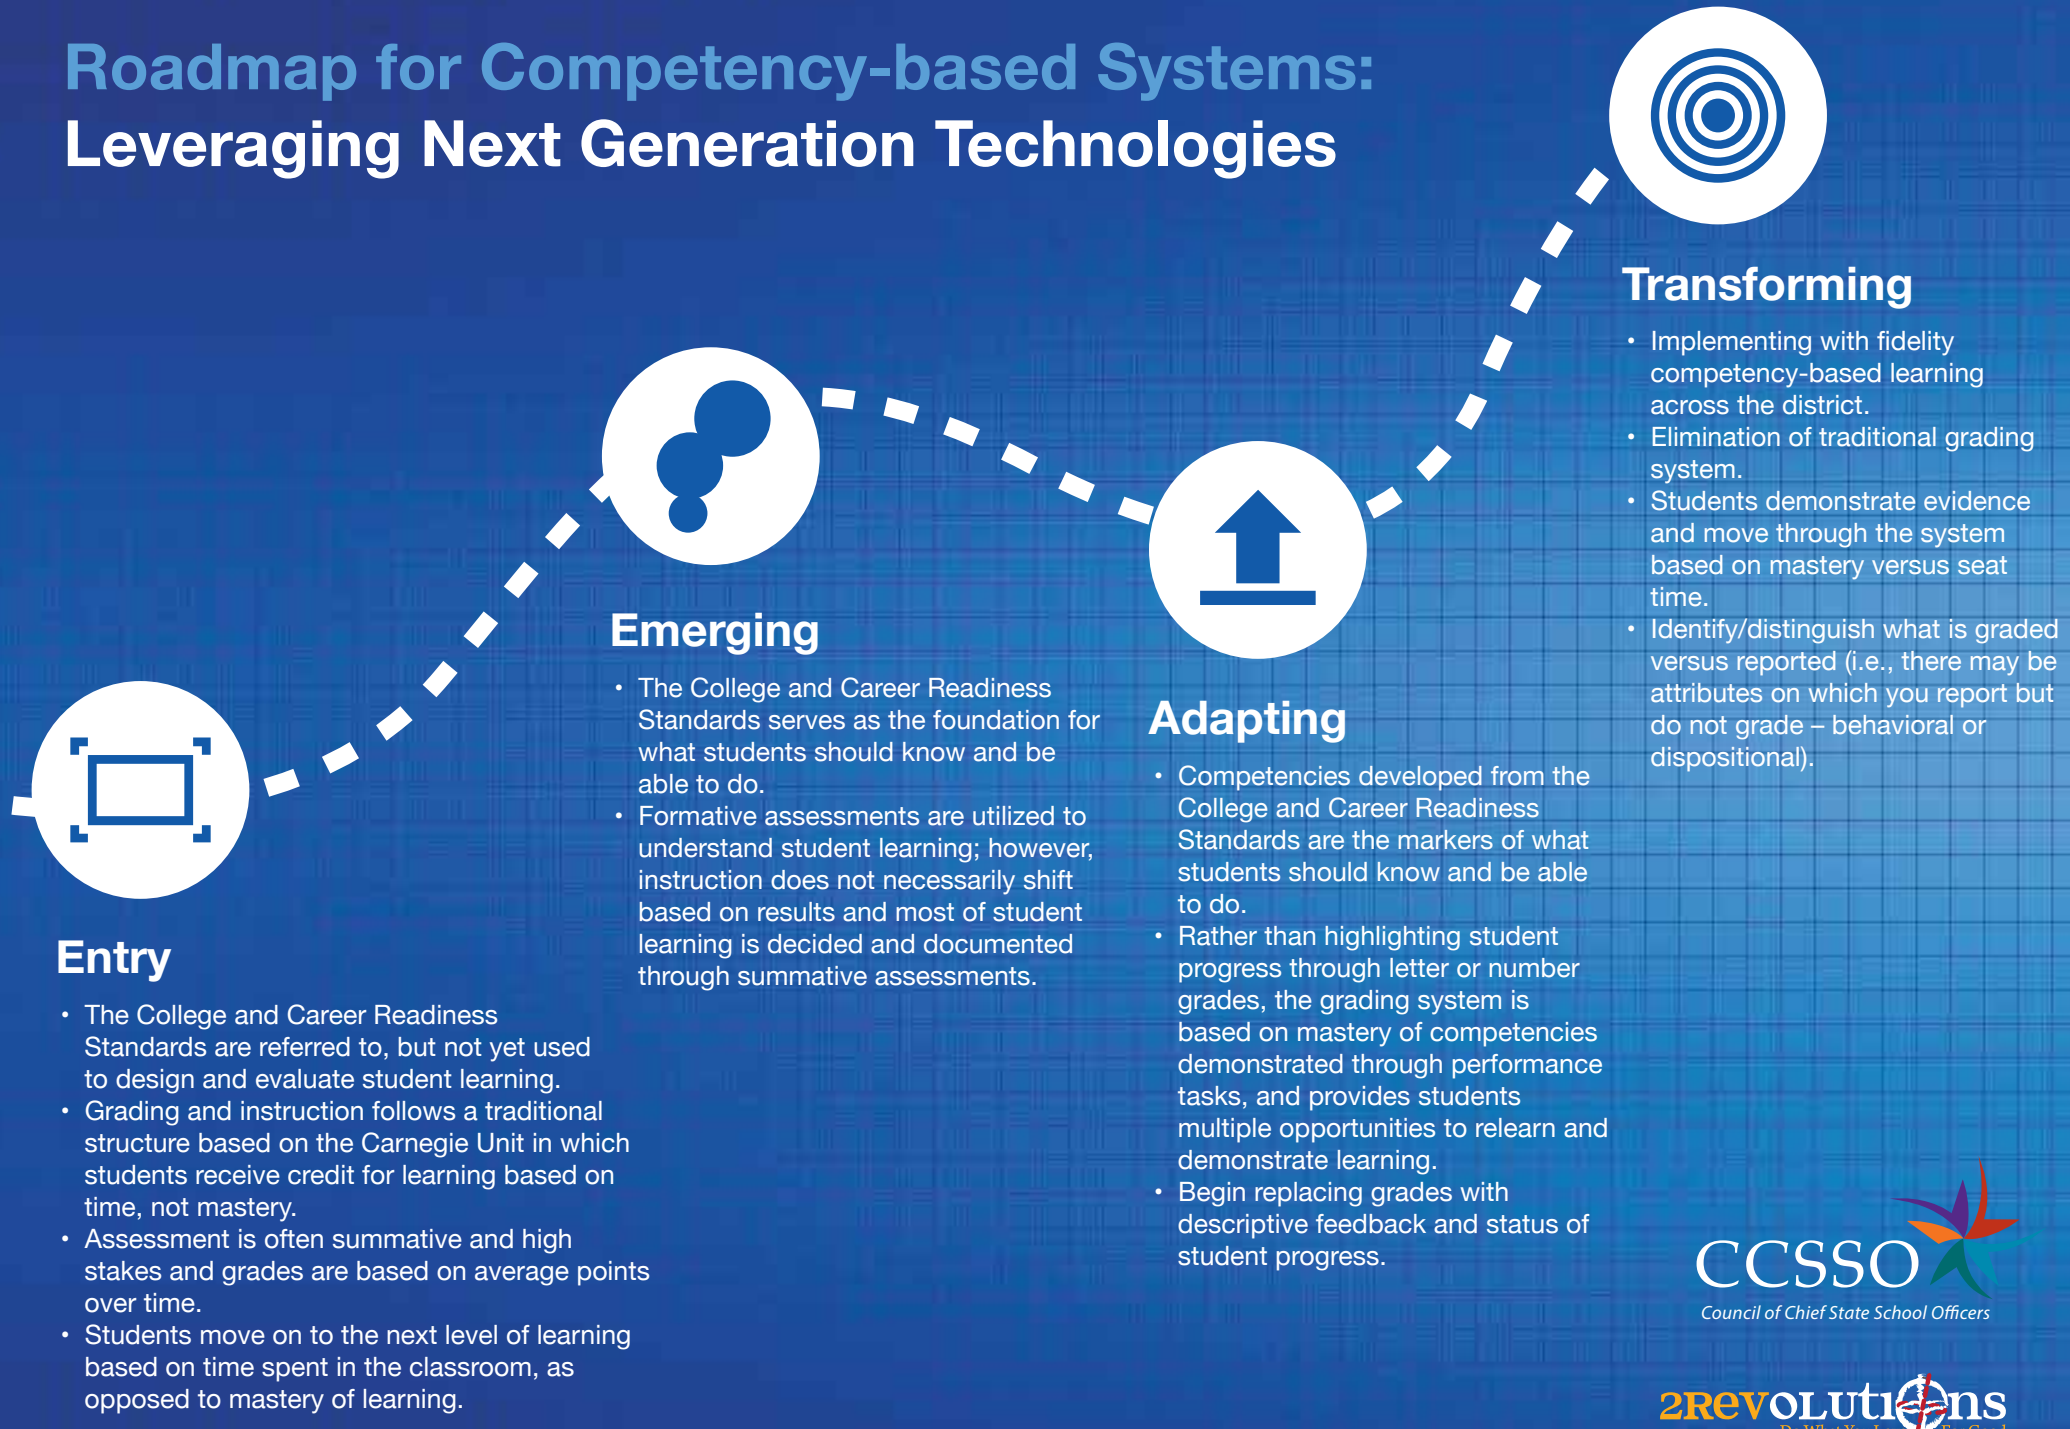 Roadmap for Competency-based Systems:
Leveraging Next Generation Technologies
Entry
• The College and Career Readiness
Standards are referred to, but not yet used
to design and evaluate student learning.
• Grading and instruction follows a traditional
structure based on the Carnegie Unit in which
students receive credit for learning based on
time, not mastery.
• Assessment is often summative and high
stakes and grades are based on average points
over time.
• Students move on to the next level of learning
based on time spent in the classroom, as
opposed to mastery of learning.
Emerging
• The College and Career Readiness
Standards serves as the foundation for
what students should know and be
able to do.
• Formative assessments are utilized to
understand student learning; however,
instruction does not necessarily shift
based on results and most of student
learning is decided and documented
through summative assessments.
Adapting
• Competencies developed from the
College and Career Readiness
Standards are the markers of what
students should know and be able
to do.
• Rather than highlighting student
progress through letter or number
grades, the grading system is
based on mastery of competencies
demonstrated through performance
tasks, and provides students
multiple opportunities to relearn and
demonstrate learning.
• Begin replacing grades with
descriptive feedback and status of
student progress.
Transforming
• Implementing with fidelity
competency-based learning
across the district.
• Elimination of traditional grading
system.
• Students demonstrate evidence
and move through the system
based on mastery versus seat
time.
• Identify/distinguish what is graded
versus reported (i.e., there may be
attributes on which you report but
do not grade – behavioral or
dispositional).
CCSSO
Council of Chief State School Officers
2Revolutions